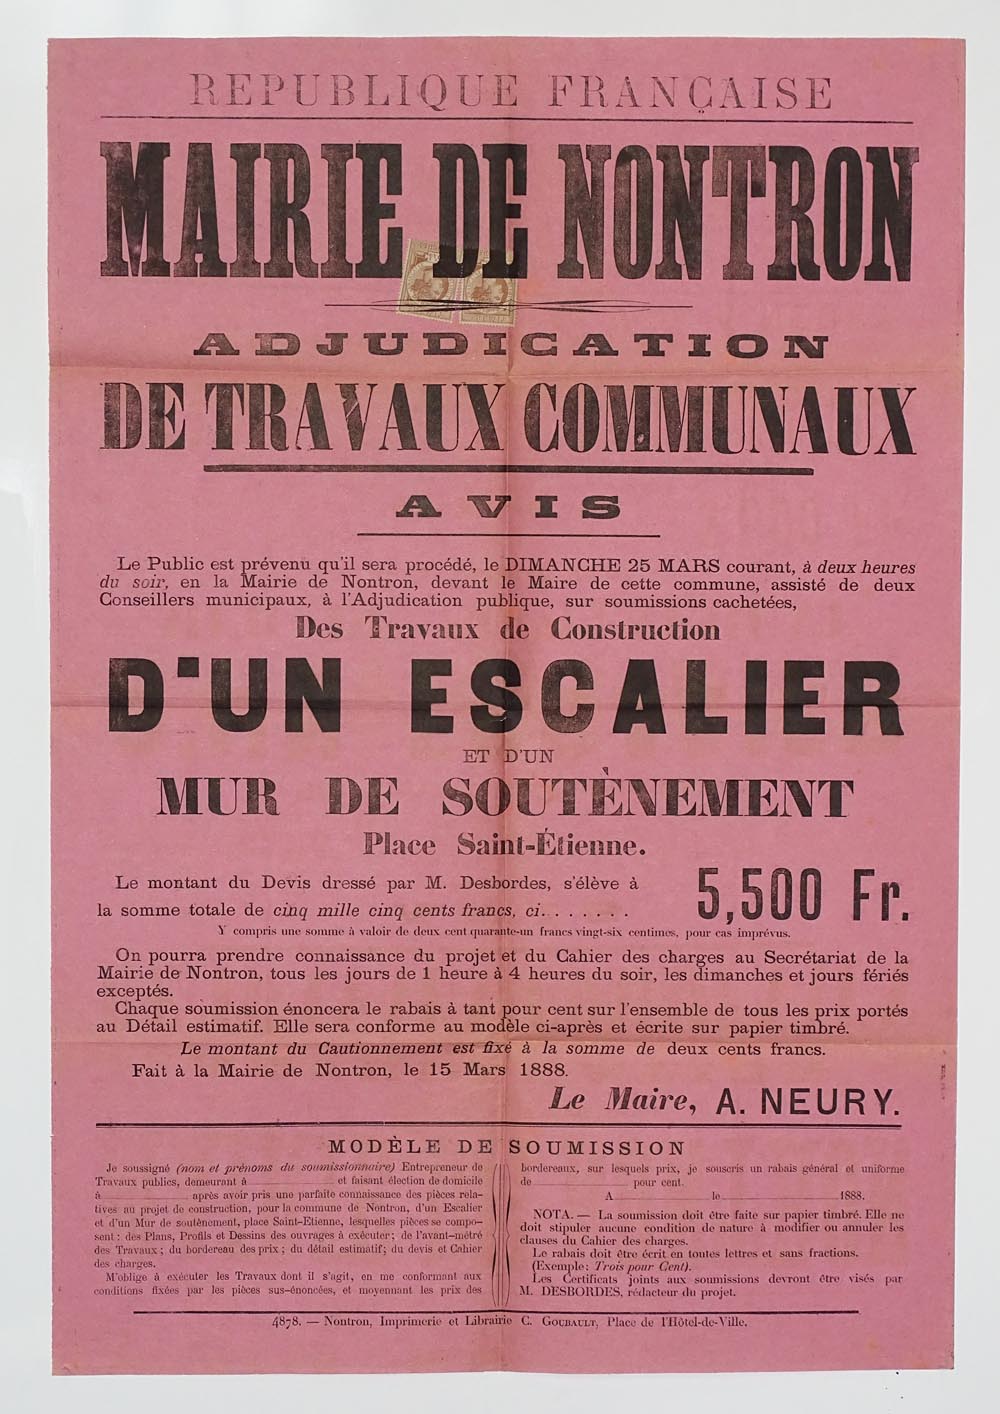 REPUBLIQUE FRANÇAISE
MAIRIE DE NONTRON
ADJUDICATION
DE TRAVAUX COMMUNAUX
AVIS
Le Public est prévenu qu'il sera procédé, le DIMANCHE 25 MARS courant, à deux heures
du soir, en la Mairie de Nontron, devant le Maire de cette commune, assisté de deux
Conseillers municipaux, à l'Adjudication publique, sur soumissions cachetées,
Des Travaux de Construction
D'UN ESCALIER
ET D'UN
MUR DE SOUTÈNEMENT
Place Saint-Étienne.
Le montant du Devis dressé par M. Desbordes, s'élève à
la somme totale de cinq mille cinq cents francs, ci. . . . . . .
5,500 Fr.
Y compris une somme à valoir de deux cent quarante-un francs vingt-six centimes, pour cas imprévus.
On pourra prendre connaissance du projet et du Cahier des charges au Secrétariat de la
Mairie de Nontron, tous les jours de 1 heure à 4 heures du soir, les dimanches et jours fériés
exceptés.
Chaque soumission énoncera le rabais à tant pour cent sur l'ensemble de tous les prix portés
au Détail estimatif. Elle sera conforme au modèle ci-après et écrite sur papier timbré.
Le montant du Cautionnement est fixé à la somme de deux cents francs.
Fait à la Mairie de Nontron, le 15 Mars 1888.
Le Maire, A. NEURY.
MODÈLE DE SOUMISSION
Je soussigné (nom et prénoms du soumissionnaire) Entrepreneur de
Travaux publics, demeurant à et faisant élection de domicile
à après avoir pris une parfaite connaissance des pièces rela-
tives au projet de construction, pour la commune de Nontron, d'un Escalier
et d'un Mur de soutènement, place Saint-Etienne, lesquelles pièces se compo-
sent : des Plans, Profils et Dessins des ouvrages à exécuter; de l'avant-métré
des Travaux; du bordereau des prix; du détail estimatif; du devis et Cahier
des charges.
M'oblige à exécuter les Travaux dont il s'agit, en me conformant aux
conditions fixées par les pièces sus-énoncées, et moyennant les prix des
bordereaux, sur lesquels prix, je souscris un rabais général et uniforme
de pour cent.
A le 1888.
NOTA. — La soumission doit être faite sur papier timbré. Elle ne
doit stipuler aucune condition de nature à modifier ou annuler les
clauses du Cahier des charges.
Le rabais doit être écrit en toutes lettres et sans fractions.
(Exemple: Trois pour Cent).
Les Certificats joints aux soumissions devront être visés par
M. DESBORDES, rédacteur du projet.
4878. — Nontron, Imprimerie et Librairie C. GOUBAULT, Place de l'Hôtel-de-Ville.